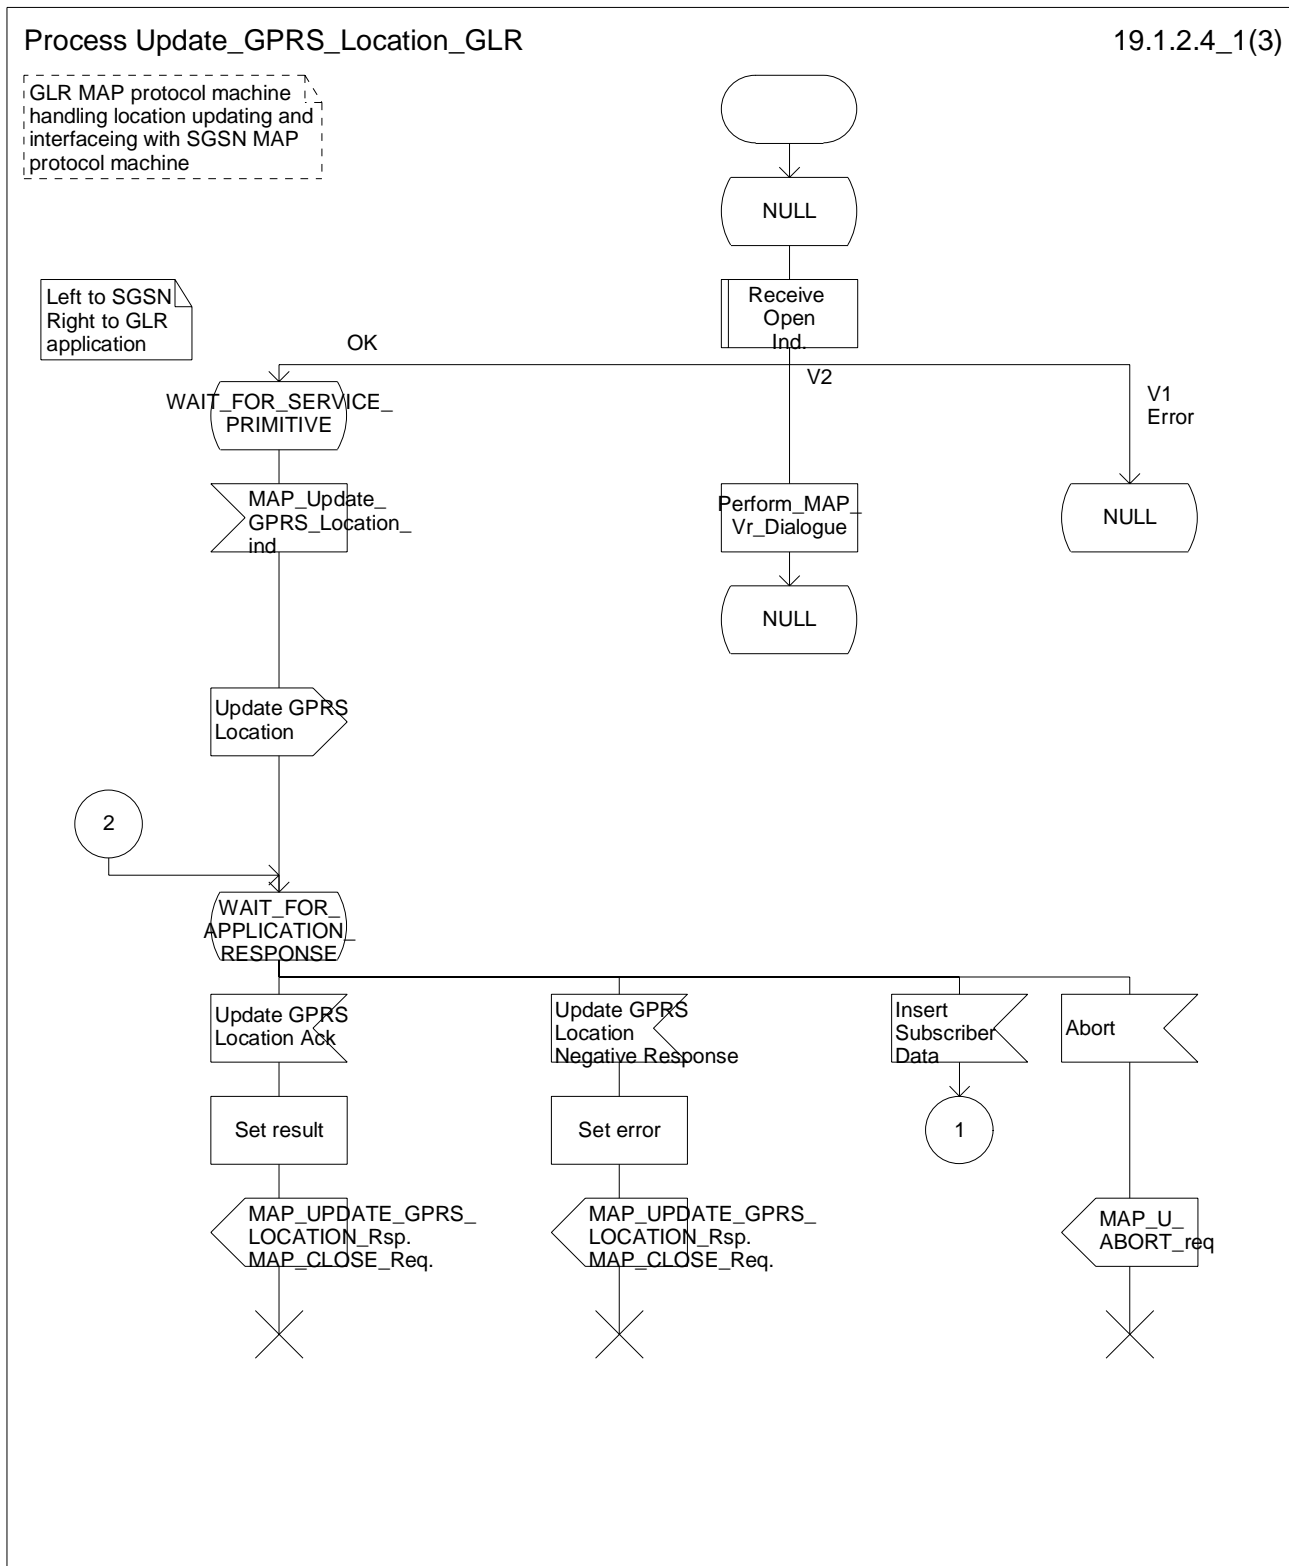 Process Update_GPRS_Location_GLR
19.1.2.4_1(3)
GLR MAP protocol machine
handling location updating and
interfaceing with SGSN MAP
protocol machine
NULL
Left to SGSN
Right to GLR
application
Receive
Open
Ind.
OK
V2
V1
Error
WAIT_FOR_SERVICE_
PRIMITIVE
MAP_Update_
GPRS_Location_
ind
Perform_MAP_
Vr_Dialogue
NULL
NULL
Update GPRS
Location
2
WAIT_FOR_
APPLICATION_
RESPONSE
Update GPRS
Location Ack
Update GPRS
Location
Negative Response
Insert
Subscriber
Data
Abort
Set result
Set error
1
MAP_UPDATE_GPRS_
LOCATION_Rsp.
MAP_CLOSE_Req.
MAP_UPDATE_GPRS_
LOCATION_Rsp.
MAP_CLOSE_Req.
MAP_U_
ABORT_req